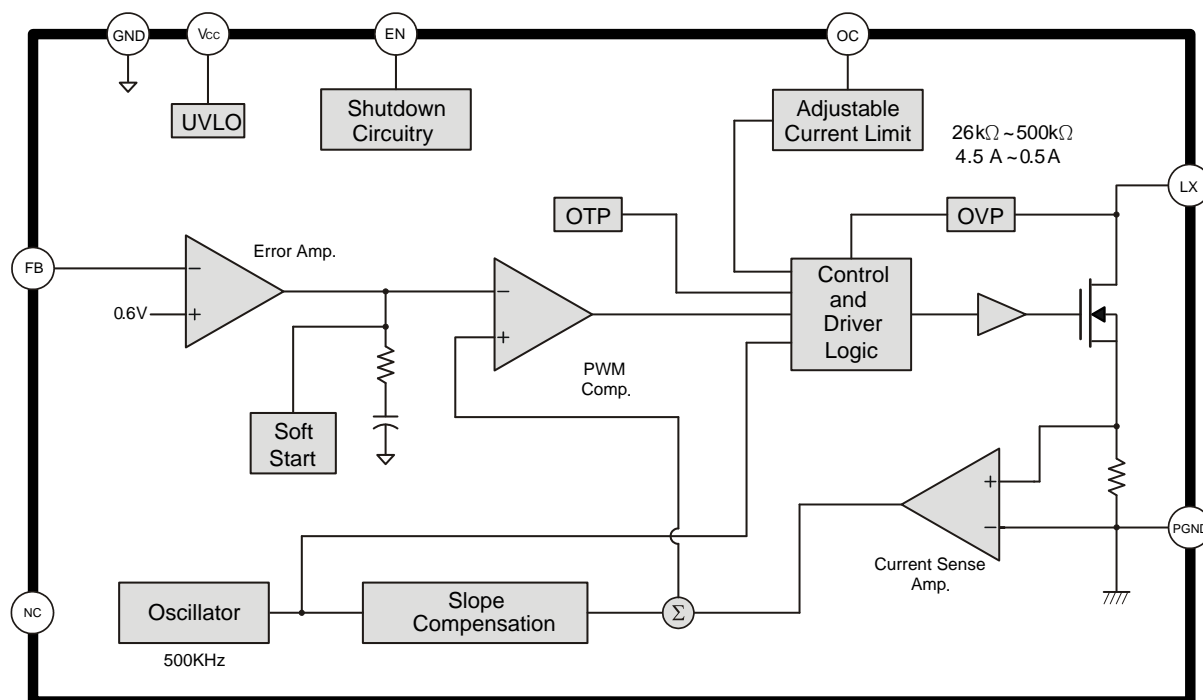 GND
Vcc
EN
OC
UVLO
Shutdown
Circuitry
Adjustable
Current Limit
26kΩ ~500kΩ
4.5 A ~0.5A
LX
OTP
OVP
FB
Error Amp.
−
+
0.6V
−
+
PWM
Comp.
Control
and
Driver
Logic
Soft
Start
+
−
Current Sense
Amp.
PGND
NC
Oscillator
500KHz
Slope
Compensation
Σ